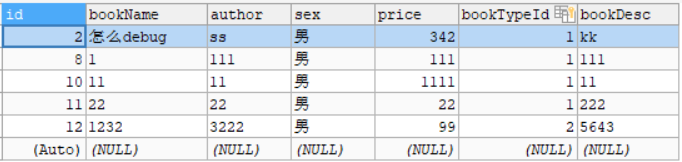 id bookName author sex price bookTypeId bookDesc
2 怎么debug ss 男 342 1 kk
8 1 111 男 111 1 111
10 11 11 男 1111 1 11
11 22 22 男 22 1 222
12 1232 3222 男 99 2 5643
(Auto) (NULL) (NULL) (NULL) (NULL) (NULL) (NULL)